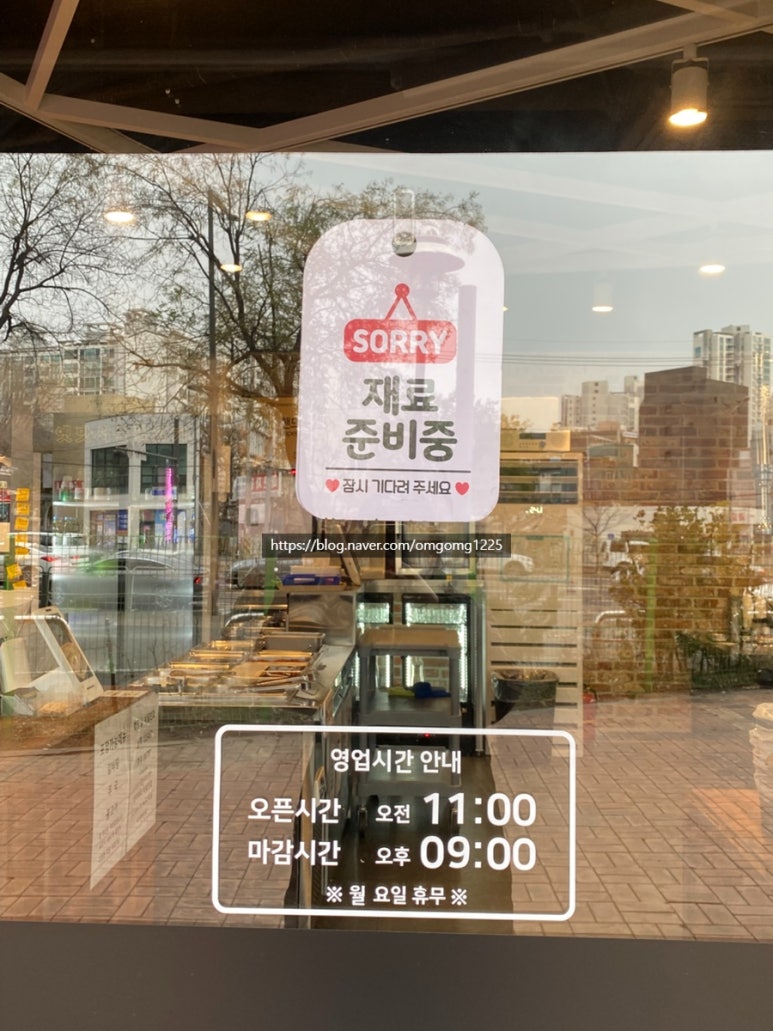 SORRY
재료
준비중
♥ 잠시 기다려 주세요 ♥
https://blog.naver.com/omgomg1225
영업시간 안내
오픈시간 오전 11:00
마감시간 오후 09:00
※ 월 요일 휴무 ※